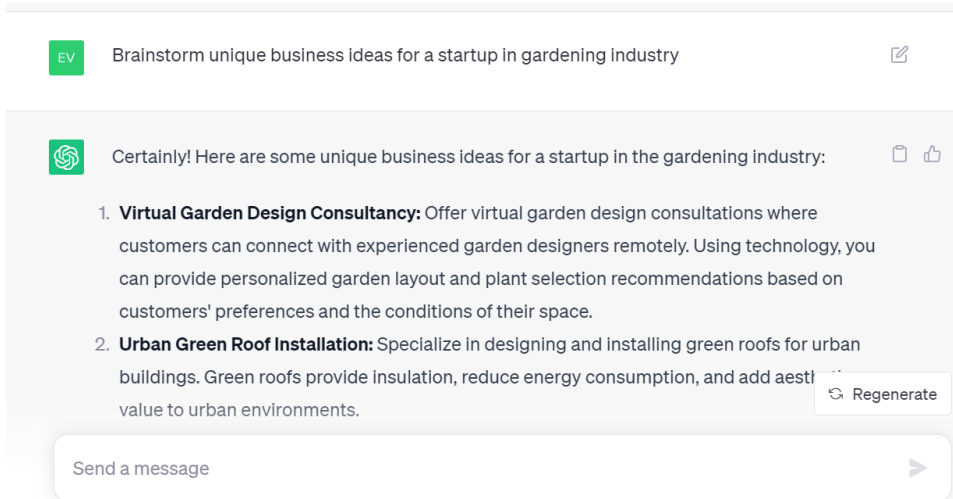 EV
Brainstorm unique business ideas for a startup in gardening industry
Certainly! Here are some unique business ideas for a startup in the gardening industry:
1. Virtual Garden Design Consultancy: Offer virtual garden design consultations where
customers can connect with experienced garden designers remotely. Using technology, you
can provide personalized garden layout and plant selection recommendations based on
customers' preferences and the conditions of their space.
2. Urban Green Roof Installation: Specialize in designing and installing green roofs for urban
buildings. Green roofs provide insulation, reduce energy consumption, and add
value to urban environments.
Regenerate
Send a message